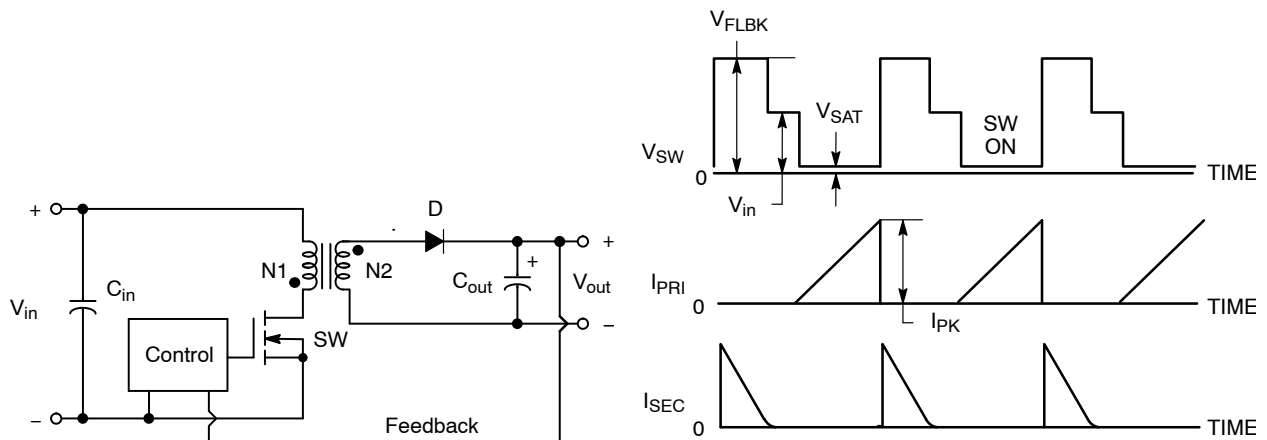 +
C_in
V_in
−
Control
N1
N2
SW
D
C_out
+
+
V_out
−
Feedback
V_FLBK
V_SAT
SW
ON
V_SW
0
V_in
TIME
I_PRI
0
I_PK
TIME
I_SEC
0
TIME